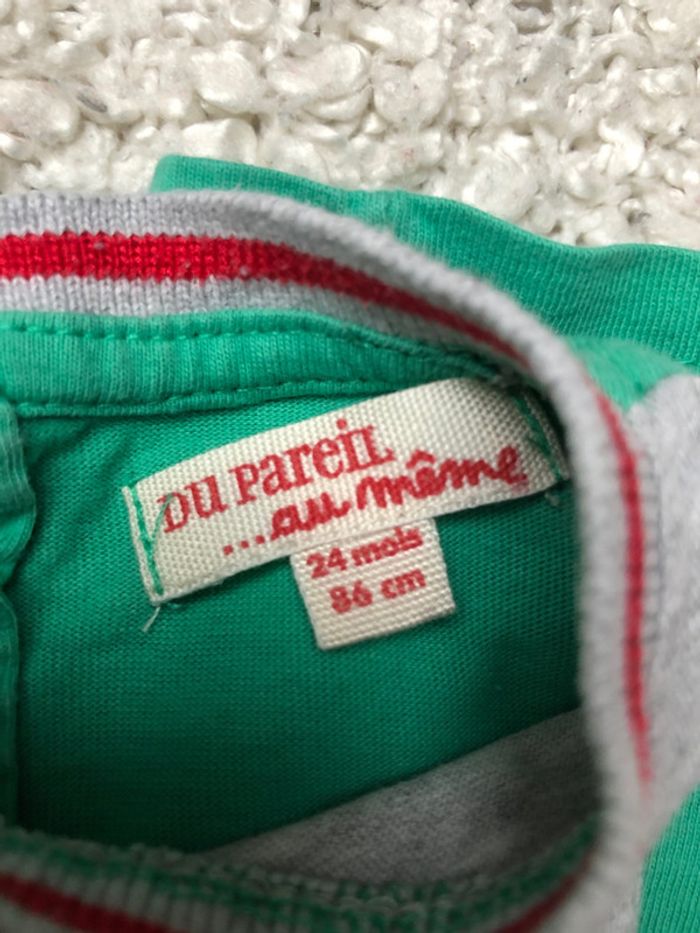 DU PareiL
...au même
24 mois
86 cm